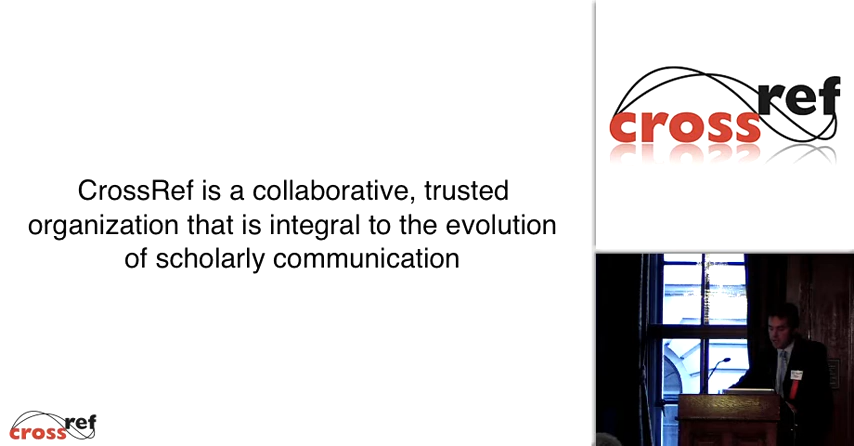 CrossRef is a collaborative, trusted
organization that is integral to the evolution
of scholarly communication
crossref
crossref